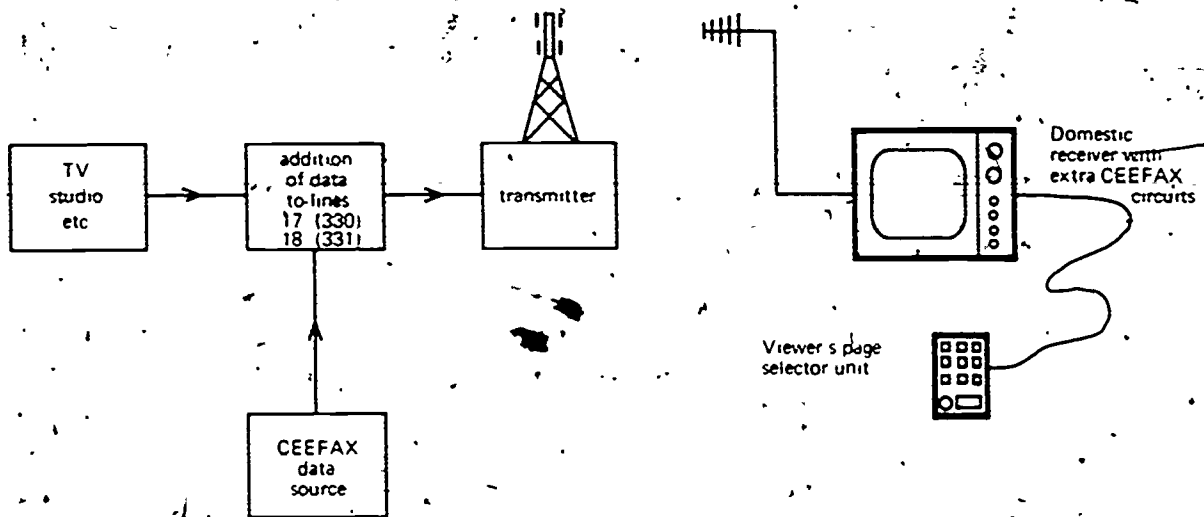 TV
studio
etc
addition
of data
to lines
17 (330)
18 (331)
transmitter
CEEFAX
data
source
Domestic
receiver with
extra CEEFAX
circuits
Viewer s page
selector unit